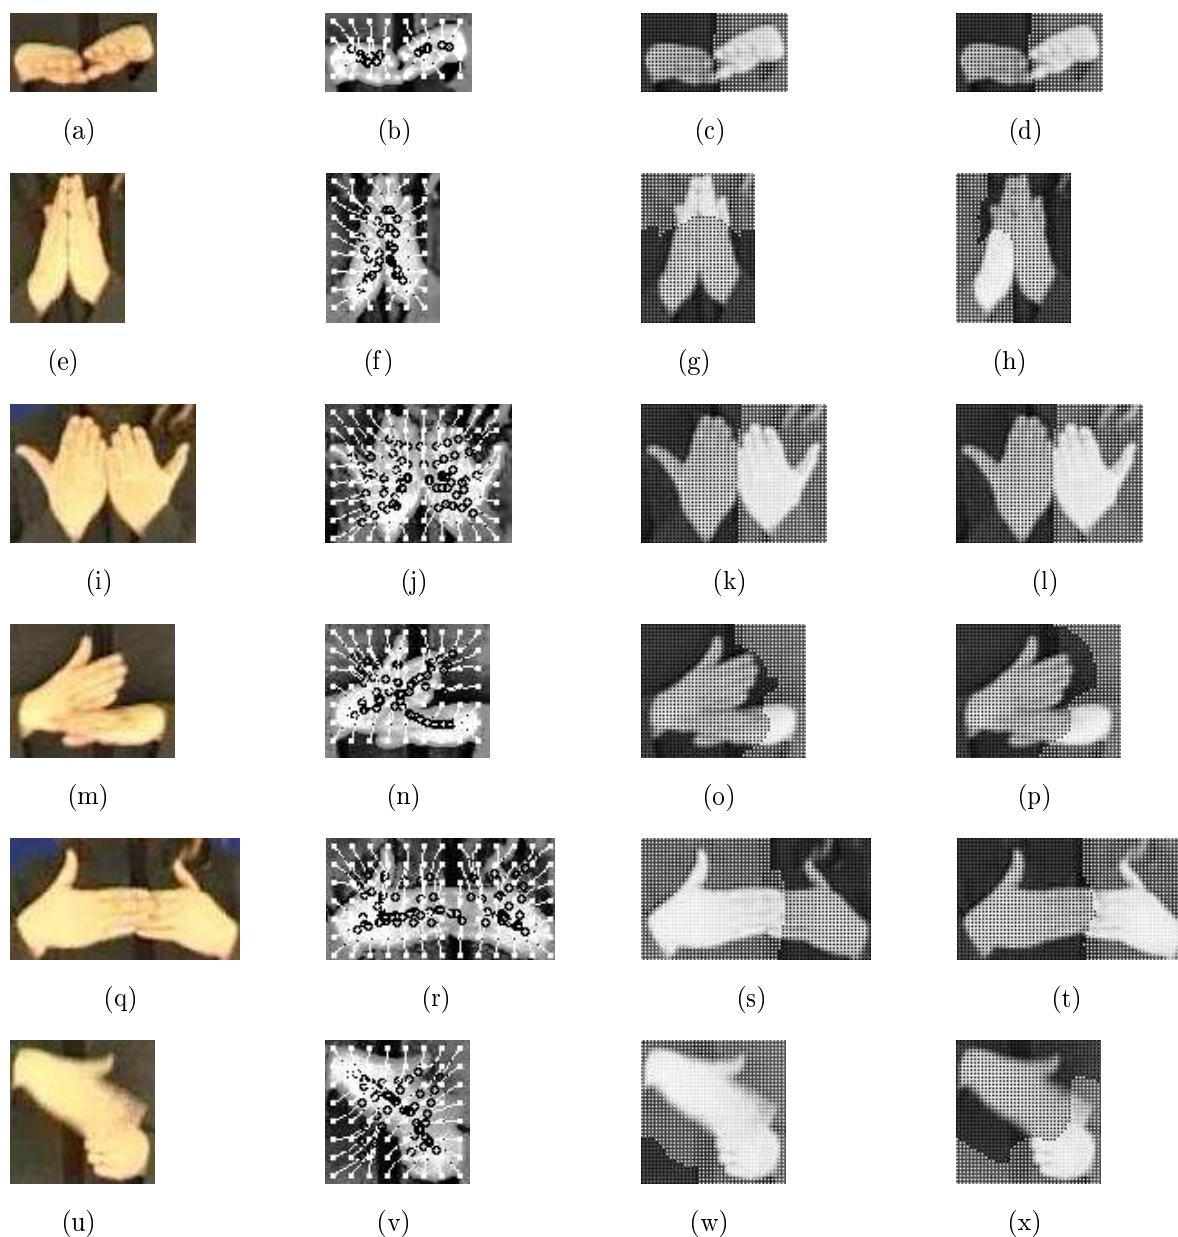 (a) (b) (c) (d)
(e) (f) (g) (h)
(i) (j) (k) (l)
(m) (n) (o) (p)
(q) (r) (s) (t)
(u) (v) (w) (x)